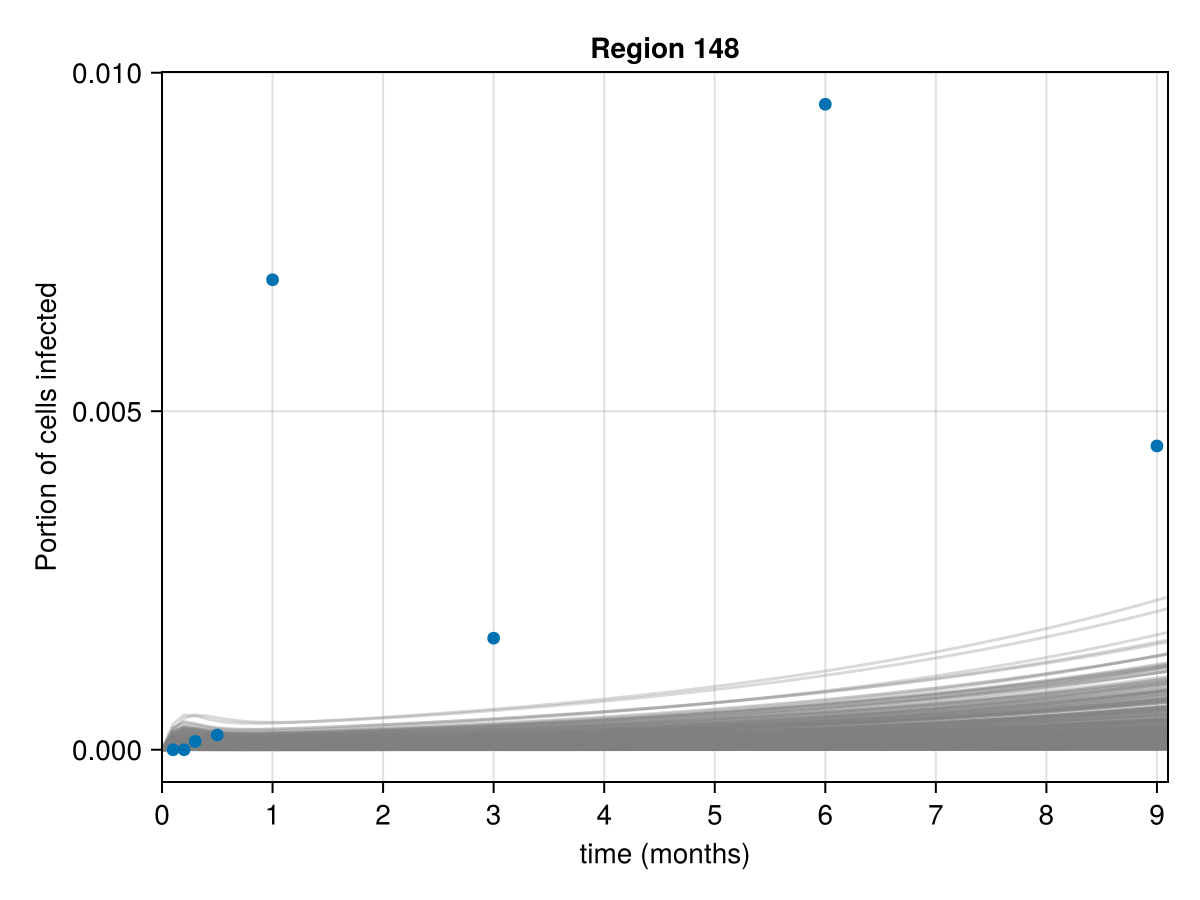 Region 148
0.010
0.005
0.000
Portion of cells infected
0 1 2 3 4 5 6 7 8 9
time (months)